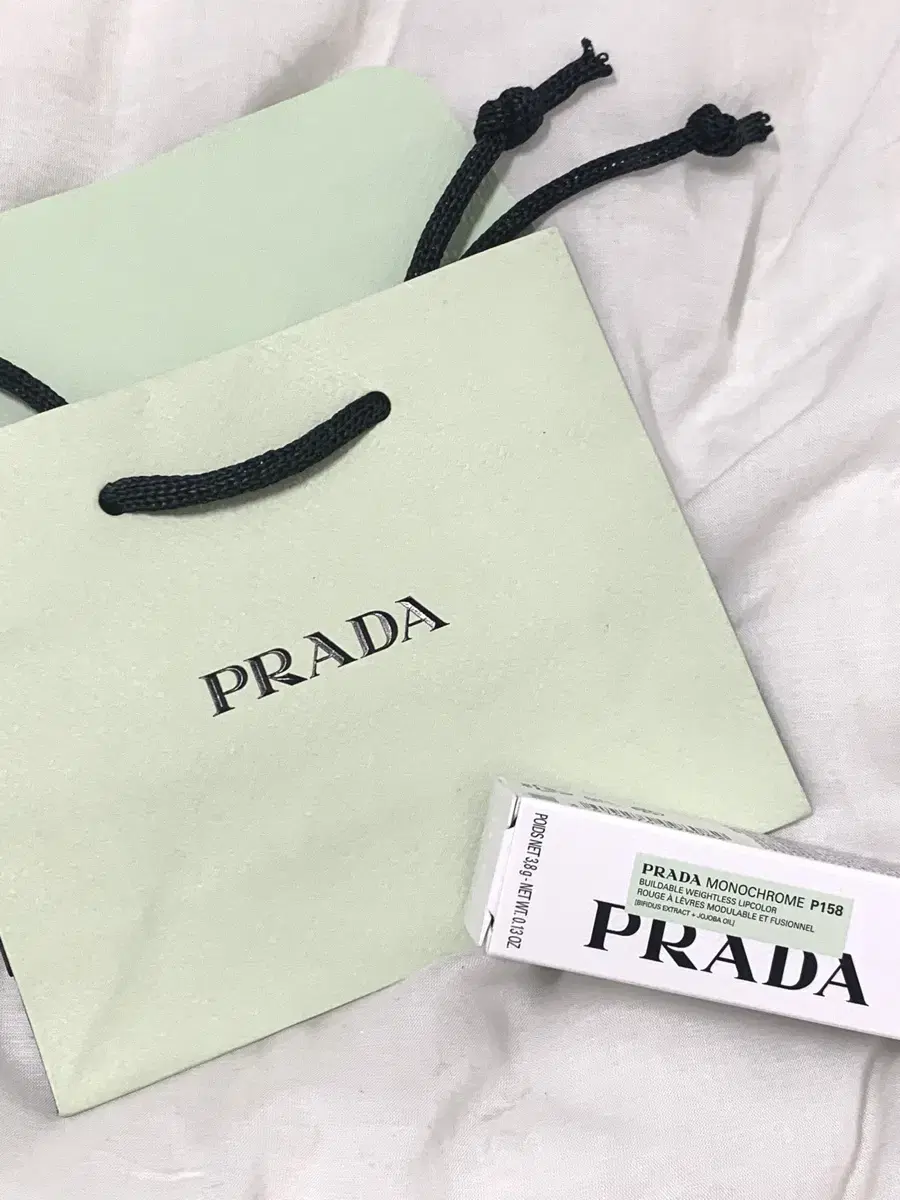 PRADA
POIDS NET 3,8 g - NET WT. 0.13 OZ
PRADA MONOCHROME P158
BUILDABLE WEIGHTLESS LIPCOLOR
ROUGE À LÈVRES MODULABLE ET FUSIONNEL
[BIFIDUS EXTRACT + JOJOBA OIL]
PRADA